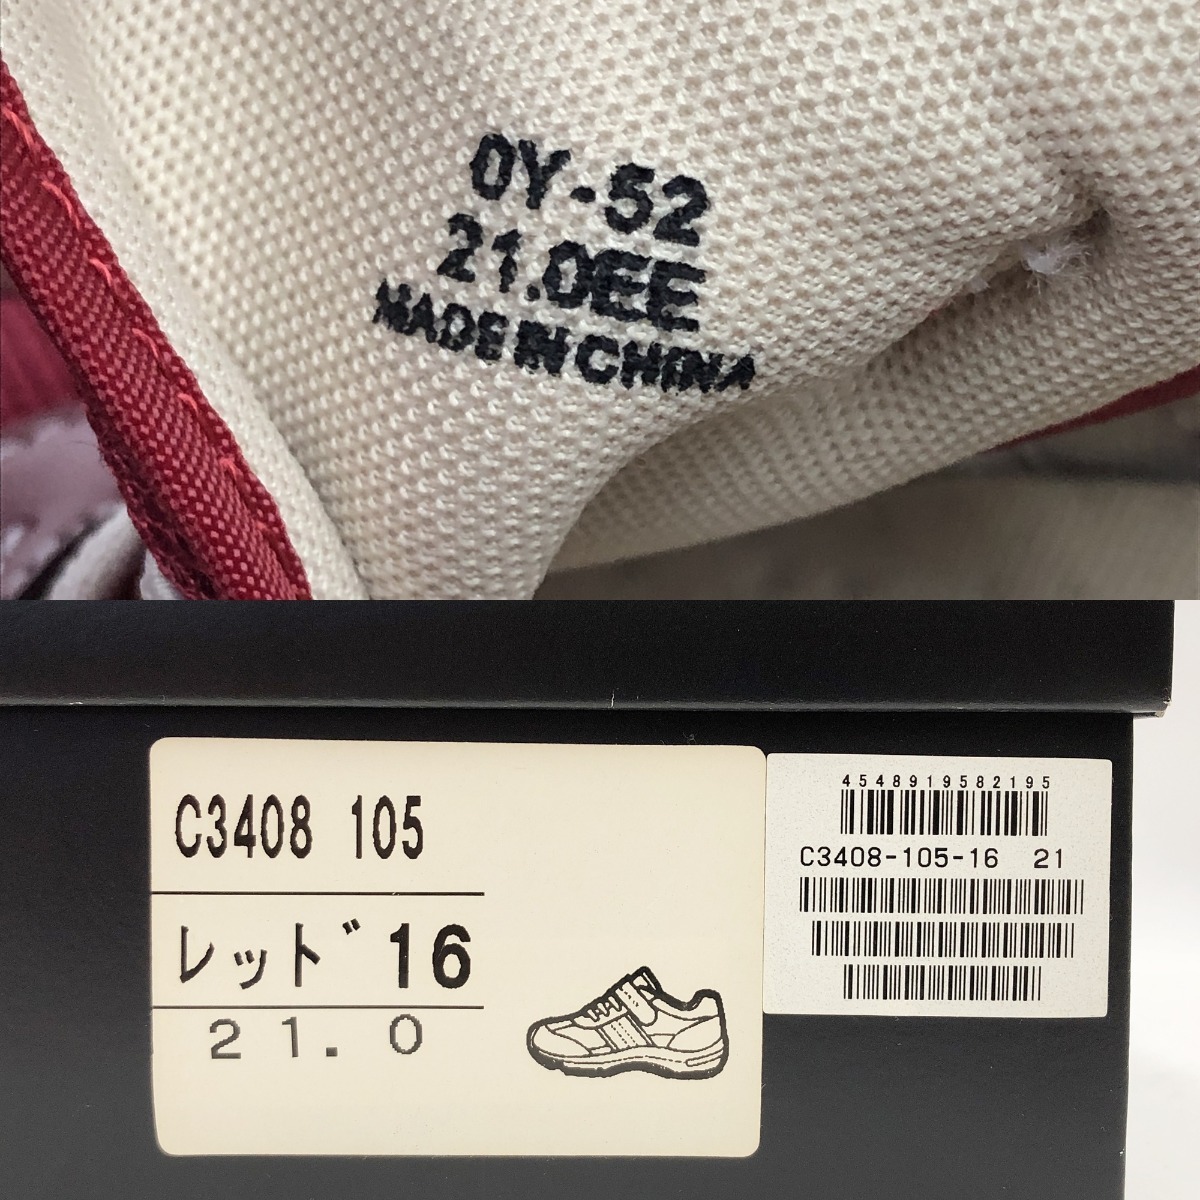 0Y-52
21.0EE
MADE IN CHINA
C3408 105
レッド 16
21.0
4548919582195
C3408-105-16 21